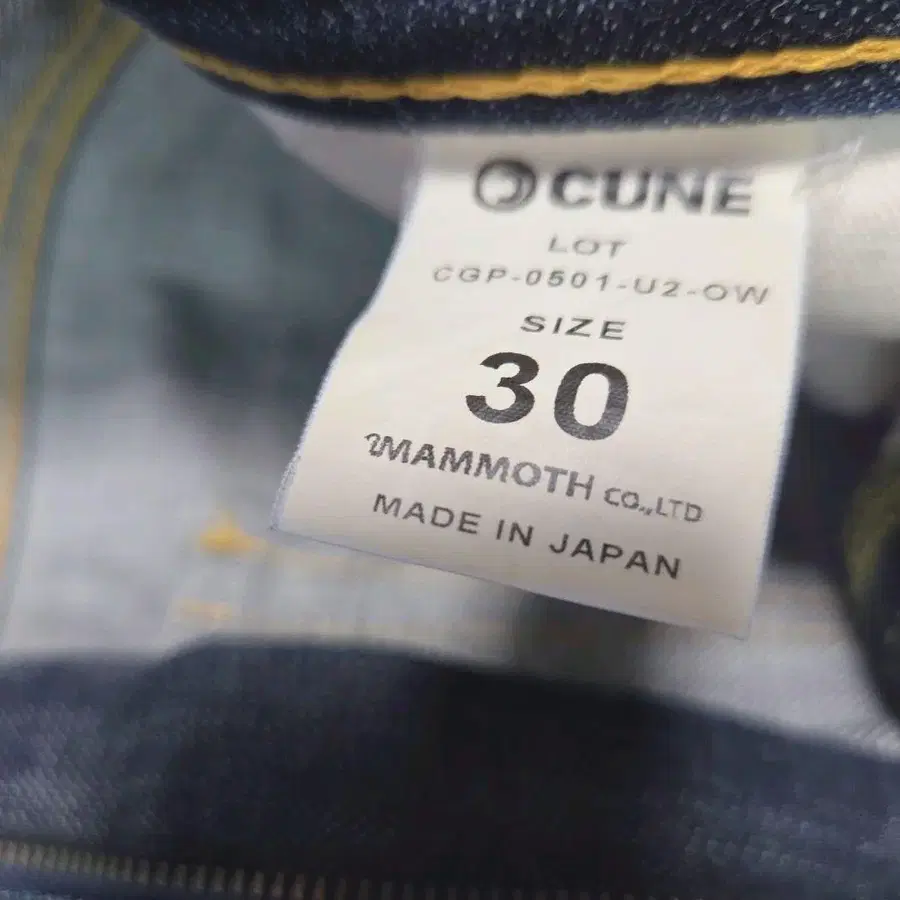 CUNE
LOT
CGP-0501-U2-OW
SIZE
30
MAMMOTH CO.,LTD
MADE IN JAPAN